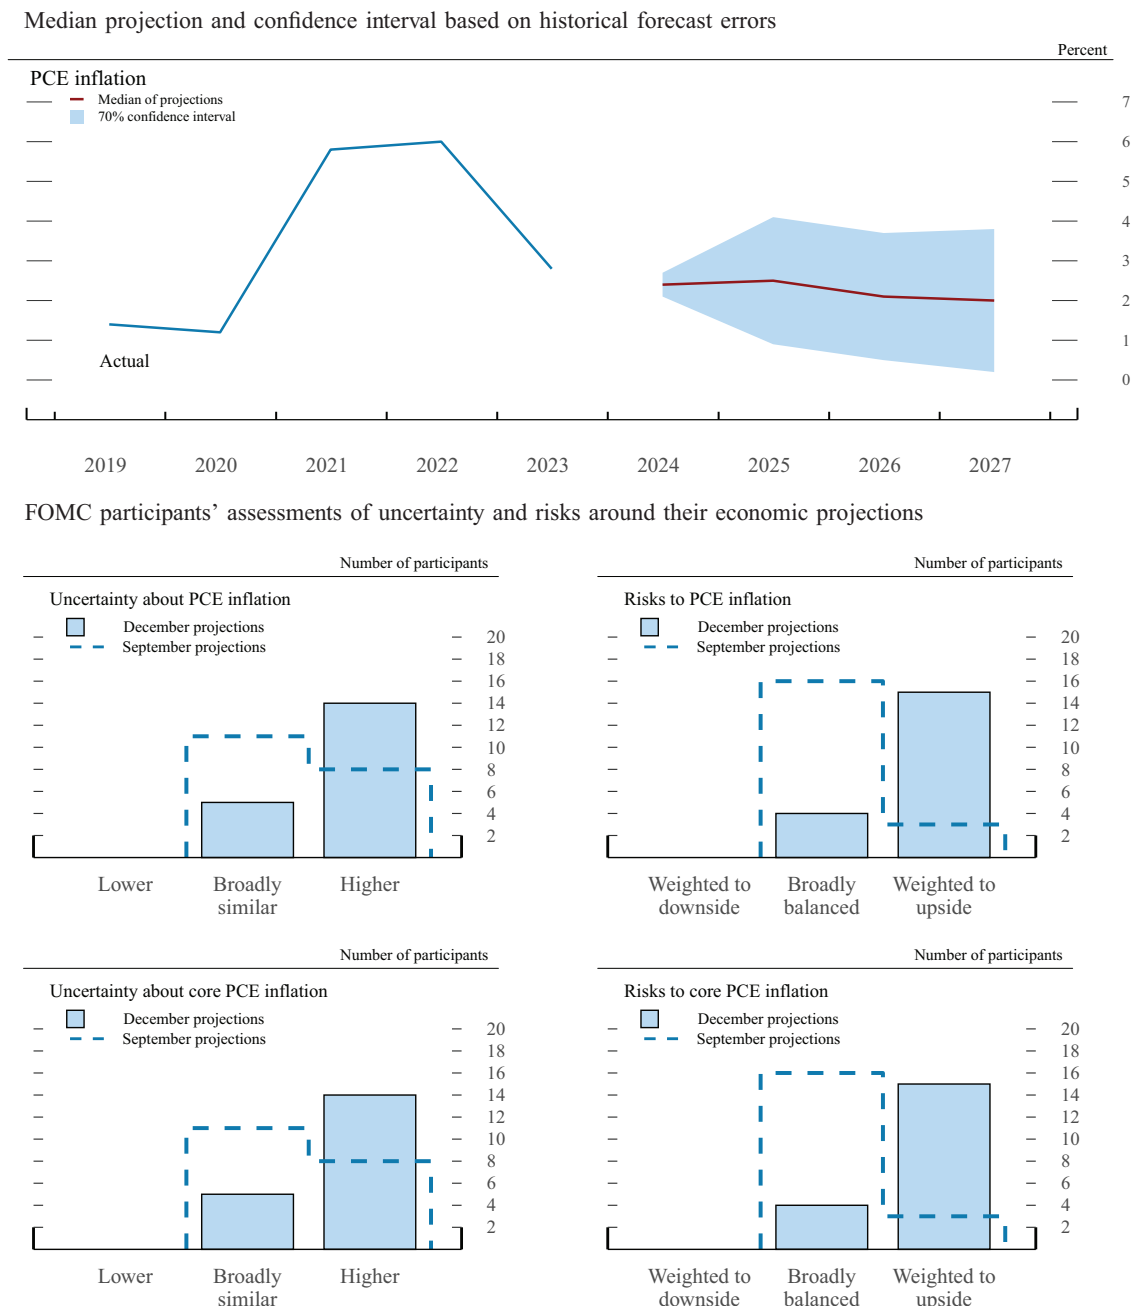 Median projection and confidence interval based on historical forecast errors
Percent
PCE inflation
Median of projections
70% confidence interval
7
6
5
4
3
2
1
0
Actual
2019 2020 2021 2022 2023 2024 2025 2026 2027
FOMC participants’ assessments of uncertainty and risks around their economic projections
Number of participants
Uncertainty about PCE inflation
December projections
September projections
20
18
16
14
12
10
8
6
4
2
Lower Broadly similar Higher
Number of participants
Risks to PCE inflation
December projections
September projections
20
18
16
14
12
10
8
6
4
2
Weighted to downside Broadly balanced Weighted to upside
Number of participants
Uncertainty about core PCE inflation
December projections
September projections
20
18
16
14
12
10
8
6
4
2
Lower Broadly similar Higher
Number of participants
Risks to core PCE inflation
December projections
September projections
20
18
16
14
12
10
8
6
4
2
Weighted to downside Broadly balanced Weighted to upside